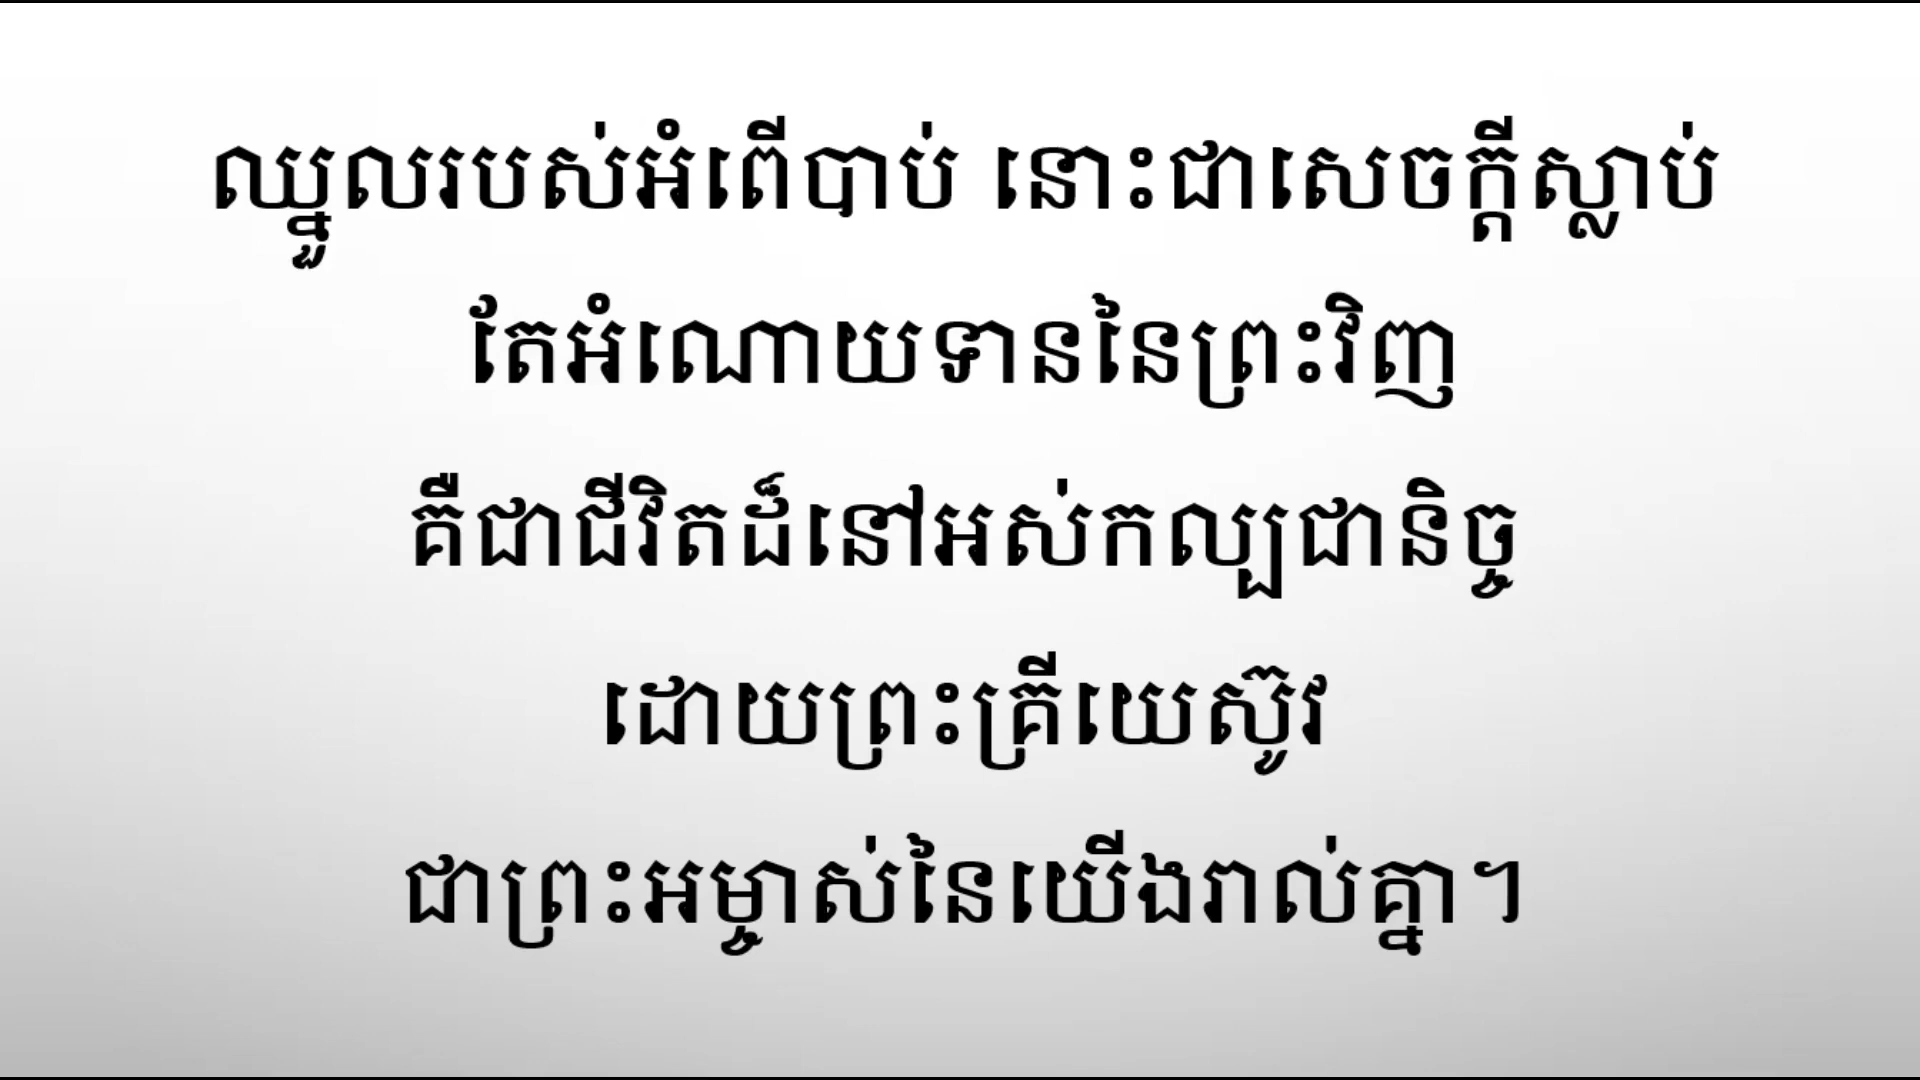 ឈ្នួលរបស់អំពើបាប នោះជាសេចក្ដីស្លាប់
តែអំណោយទាននៃព្រះវិញ
គឺជាជីវិតដ៏នៅអស់កល្បជានិច្ច
ដោយព្រះគ្រីយេស៊ូវ
ជាព្រះអម្ចាស់នៃយើងរាល់គ្នា។